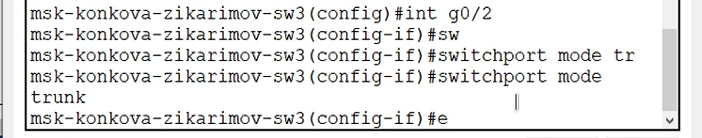 msk-konkova-zikarimov-sw3(config)#int g0/2
msk-konkova-zikarimov-sw3(config-if)#sw
msk-konkova-zikarimov-sw3(config-if)#switchport mode tr
msk-konkova-zikarimov-sw3(config-if)#switchport mode
trunk
msk-konkova-zikarimov-sw3(config-if)#e